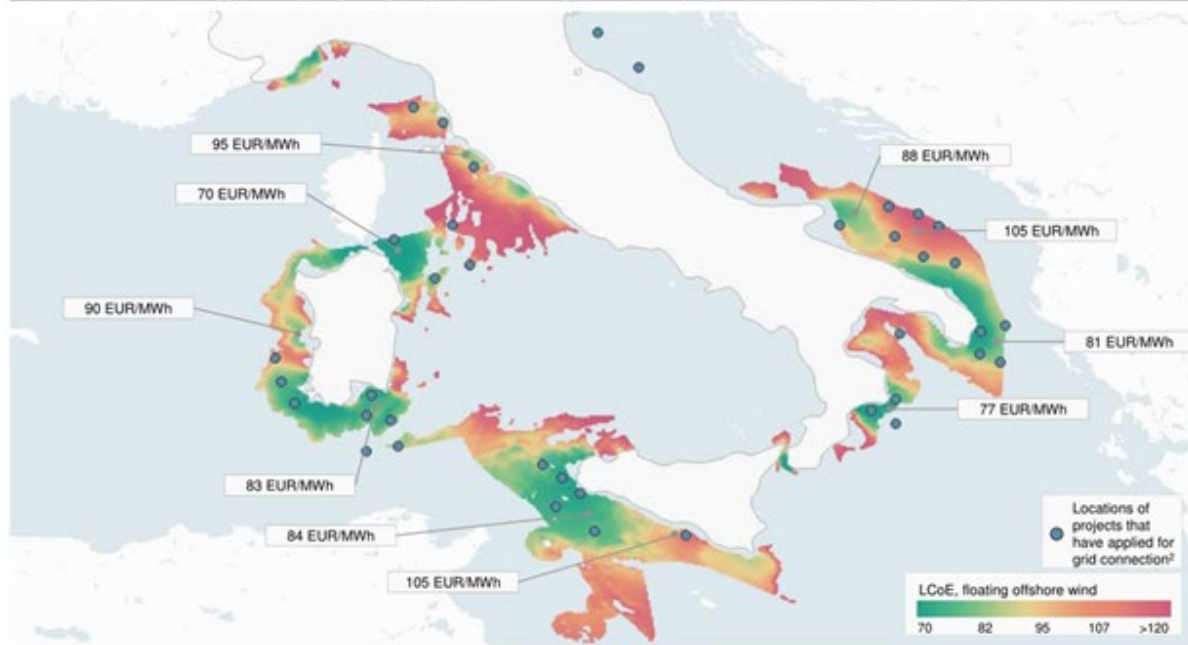 95 EUR/MWh
88 EUR/MWh
70 EUR/MWh
105 EUR/MWh
90 EUR/MWh
81 EUR/MWh
77 EUR/MWh
83 EUR/MWh
84 EUR/MWh
105 EUR/MWh
Locations of
projects that
have applied for
grid connection²
LCoE, floating offshore wind
70 82 95 107 >120